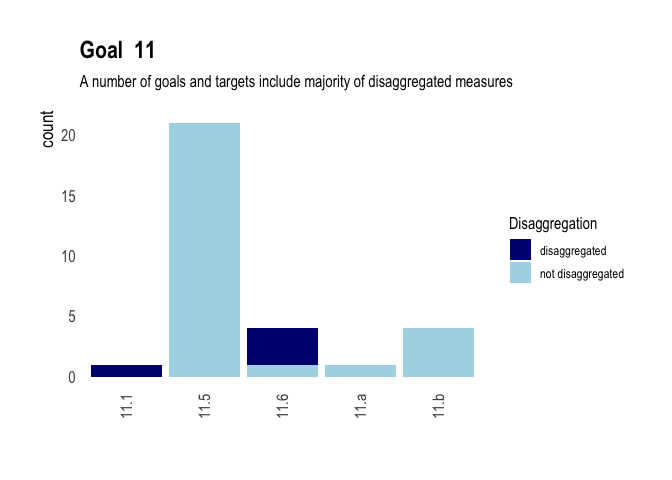 Goal  11
A number of goals and targets include majority of disaggregated measures
count
20
15
10
5
0
11.1
11.5
11.6
11.a
11.b
Disaggregation
disaggregated
not disaggregated